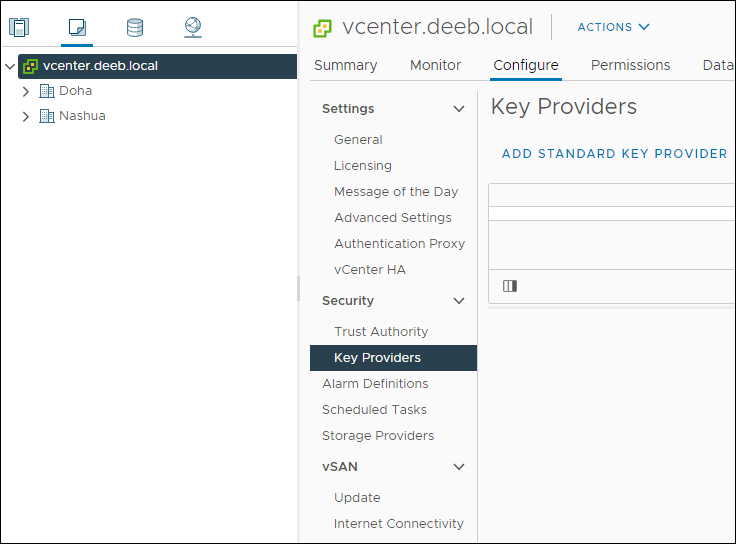 vcenter.deeb.local
Doha
Nashua
vcenter.deeb.local
ACTIONS
Summary Monitor Configure Permissions Data
Settings
General
Licensing
Message of the Day
Advanced Settings
Authentication Proxy
vCenter HA
Security
Trust Authority
Key Providers
Alarm Definitions
Scheduled Tasks
Storage Providers
vSAN
Update
Internet Connectivity
Key Providers
ADD STANDARD KEY PROVIDER